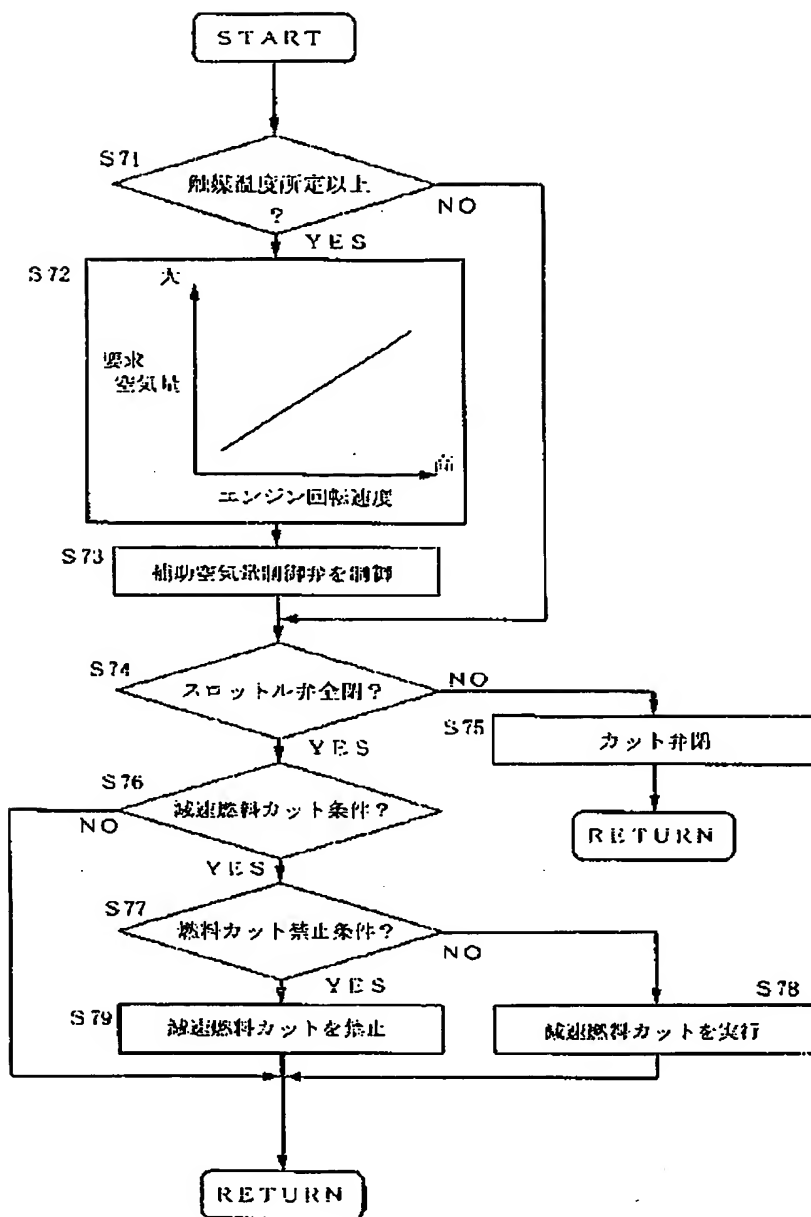 START
S71
触媒温度所定以上
?
NO
YES
S72
大
要求
空気量
高
エンジン回転速度
S73
補助空気量制御弁を制御
S74
スロットル弁全閉?
NO
YES
S75
カット弁閉
RETURN
S76
減速燃料カット条件?
NO
YES
S77
燃料カット禁止条件?
NO
YES
S78
減速燃料カットを実行
S79
減速燃料カットを禁止
RETURN